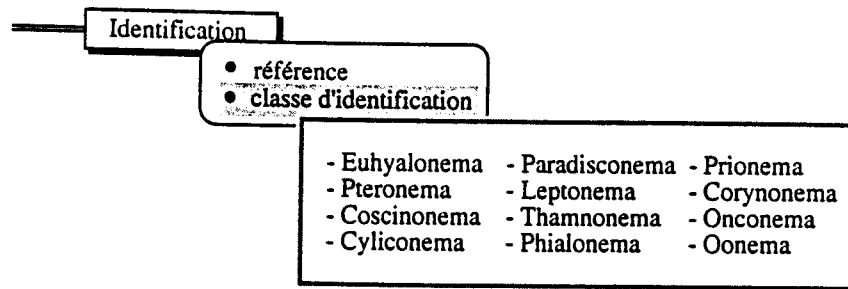 Identification
• référence
• classe d'identification
- Euhyalonema - Paradisconema - Prionema
- Pteronema - Leptonema - Corynonema
- Coscinonema - Thamnonema - Onconema
- Cyliconema - Phialonema - Oonema